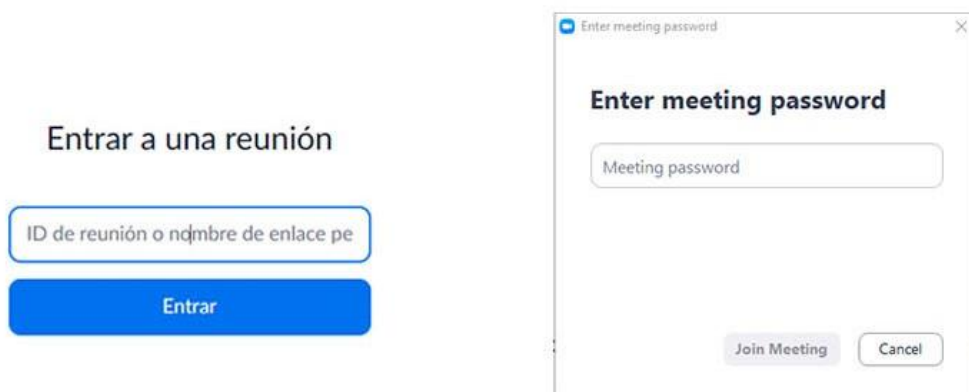 Entrar a una reunión
ID de reunión o nombre de enlace pe
Entrar
Enter meeting password
Enter meeting password
Meeting password
Join Meeting
Cancel